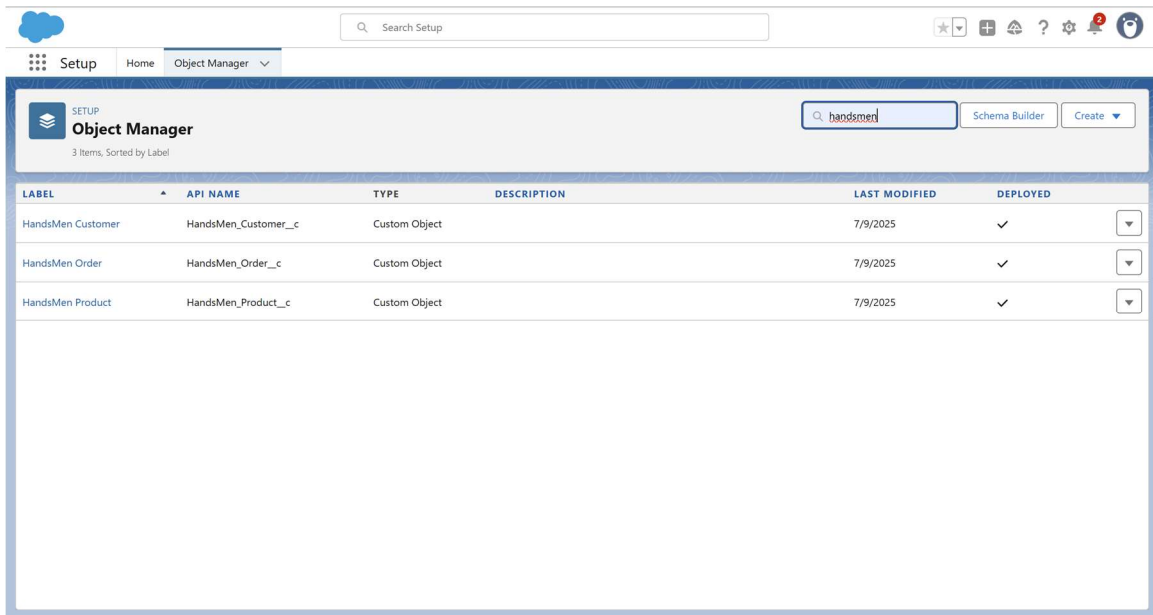 Search Setup
2
Setup Home Object Manager
SETUP
Object Manager
3 Items, Sorted by Label
handsmen
Schema Builder
Create
LABEL API NAME TYPE DESCRIPTION LAST MODIFIED DEPLOYED
HandsMen Customer HandsMen_Customer__c Custom Object 7/9/2025
HandsMen Order HandsMen_Order__c Custom Object 7/9/2025
HandsMen Product HandsMen_Product__c Custom Object 7/9/2025